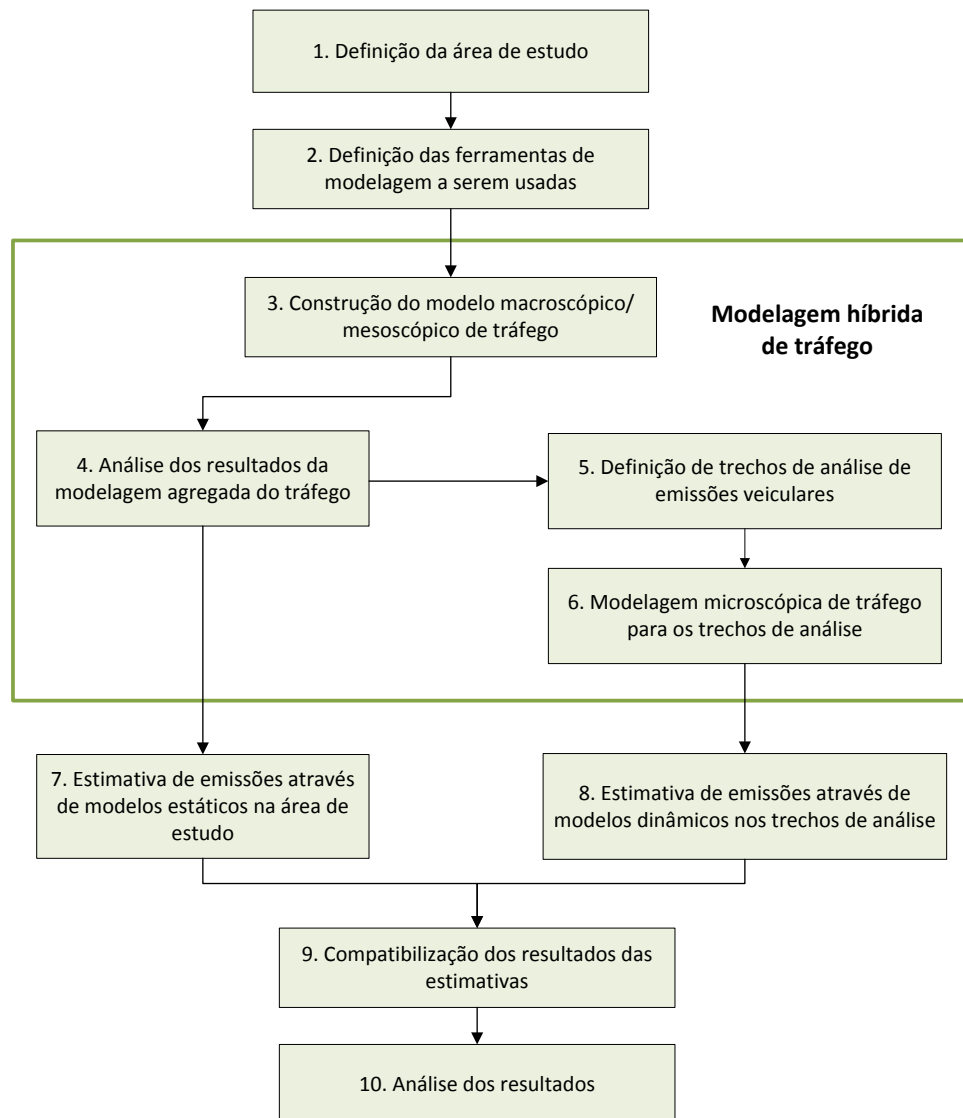 1. Definição da área de estudo
2. Definição das ferramentas de
modelagem a serem usadas
3. Construção do modelo macroscópico/
mesoscópico de tráfego
Modelagem híbrida
de tráfego
4. Análise dos resultados da
modelagem agregada do tráfego
5. Definição de trechos de análise de
emissões veiculares
6. Modelagem microscópica de tráfego
para os trechos de análise
7. Estimativa de emissões através
de modelos estáticos na área de
estudo
8. Estimativa de emissões através de
modelos dinâmicos nos trechos de análise
9. Compatibilização dos resultados das
estimativas
10. Análise dos resultados